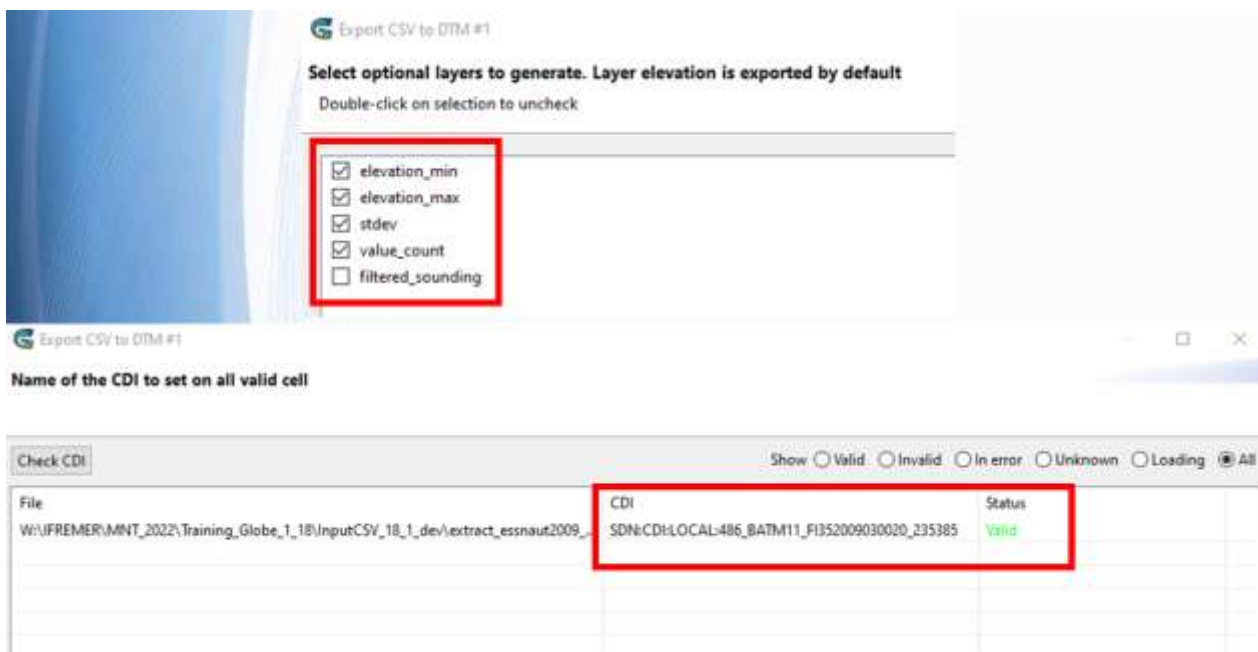 Export CSV to DTM #1
Select optional layers to generate. Layer elevation is exported by default
Double-click on selection to uncheck
elevation_min
elevation_max
stdev
value_count
filtered_sounding
Export CSV to DTM #1
Name of the CDI to set on all valid cell
Check CDI Show Valid Invalid In error Unknown Loading All
File CDI Status
W:\IFREMER\MNT_2022\Training_Globe_1_18\InputCSV_18_1_dev\extract_essnaut2009_... SDN:CDI:LOCAL:486_BATM11_FI352009030020_235385 Valid